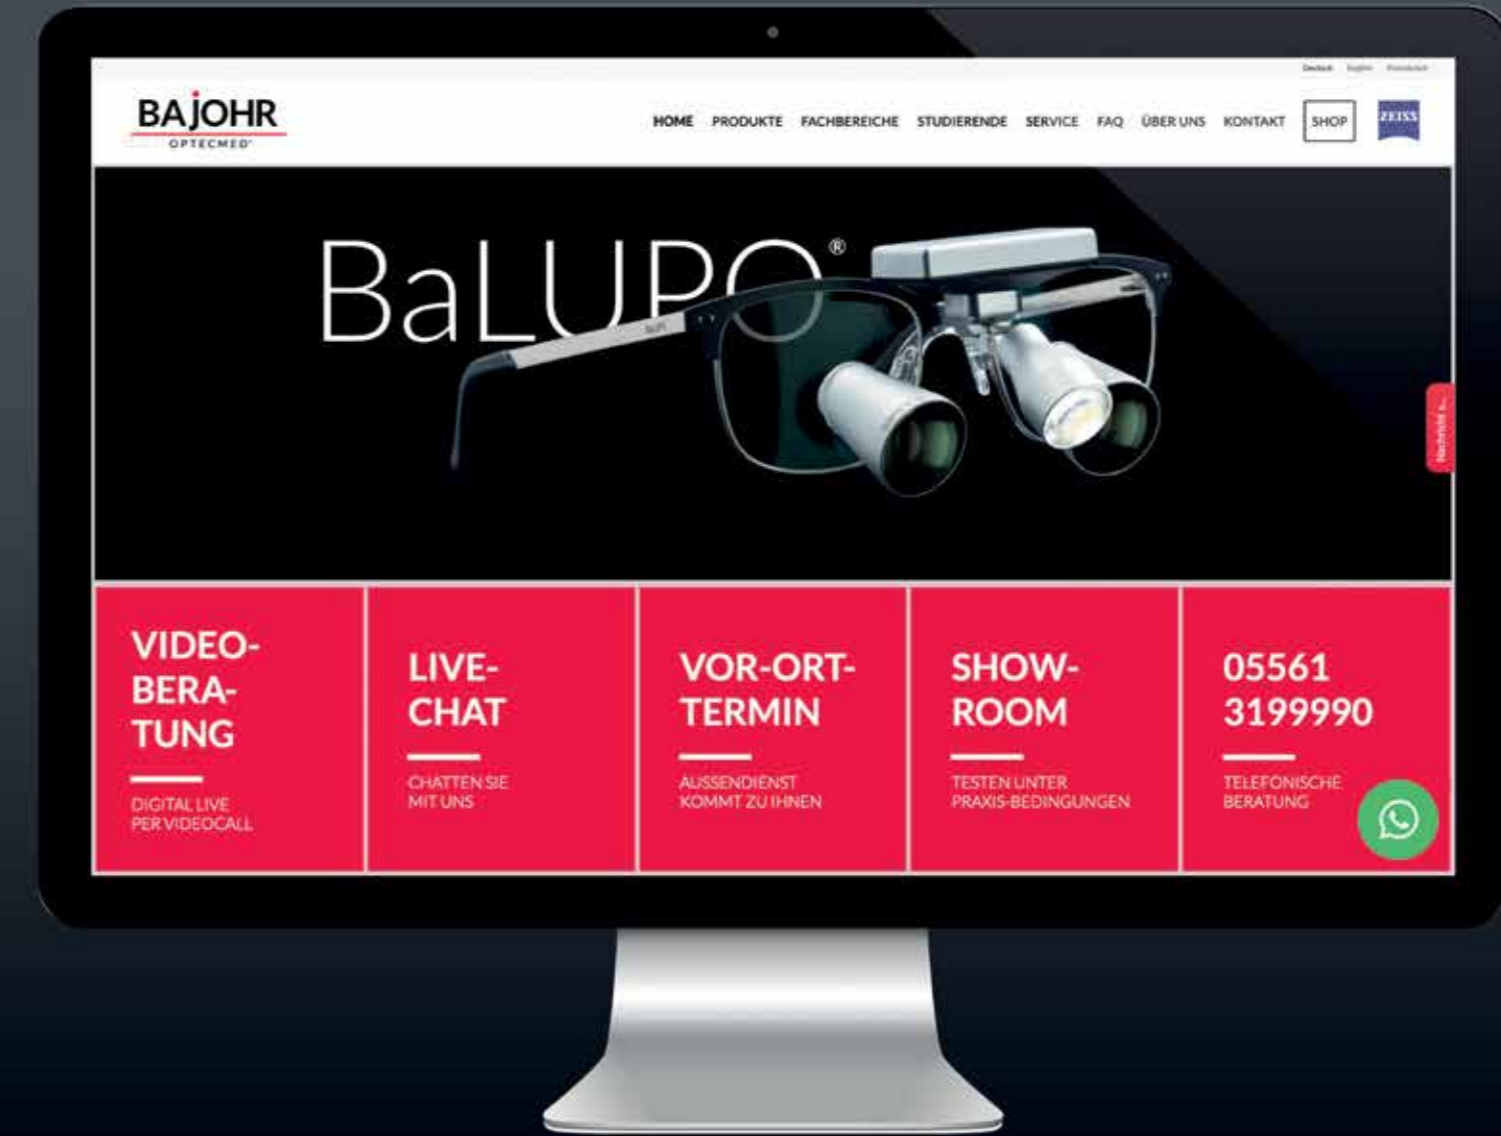 Deutsch English
BAJOHR
OPTECMED®
HOME PRODUKTE FACHBEREICHE STUDIERENDE SERVICE FAQ ÜBER UNS KONTAKT SHOP ZEISS
BaLUPO®
VIDEO-
BERA-
TUNG
DIGITAL LIVE
PER VIDEOCALL
LIVE-
CHAT
CHATTEN SIE
MIT UNS
VOR-ORT-
TERMIN
AUSSENDIENST
KOMMT ZU IHNEN
SHOW-
ROOM
TESTEN UNTER
PRAXIS-BEDINGUNGEN
05561
3199990
TELEFONISCHE
BERATUNG